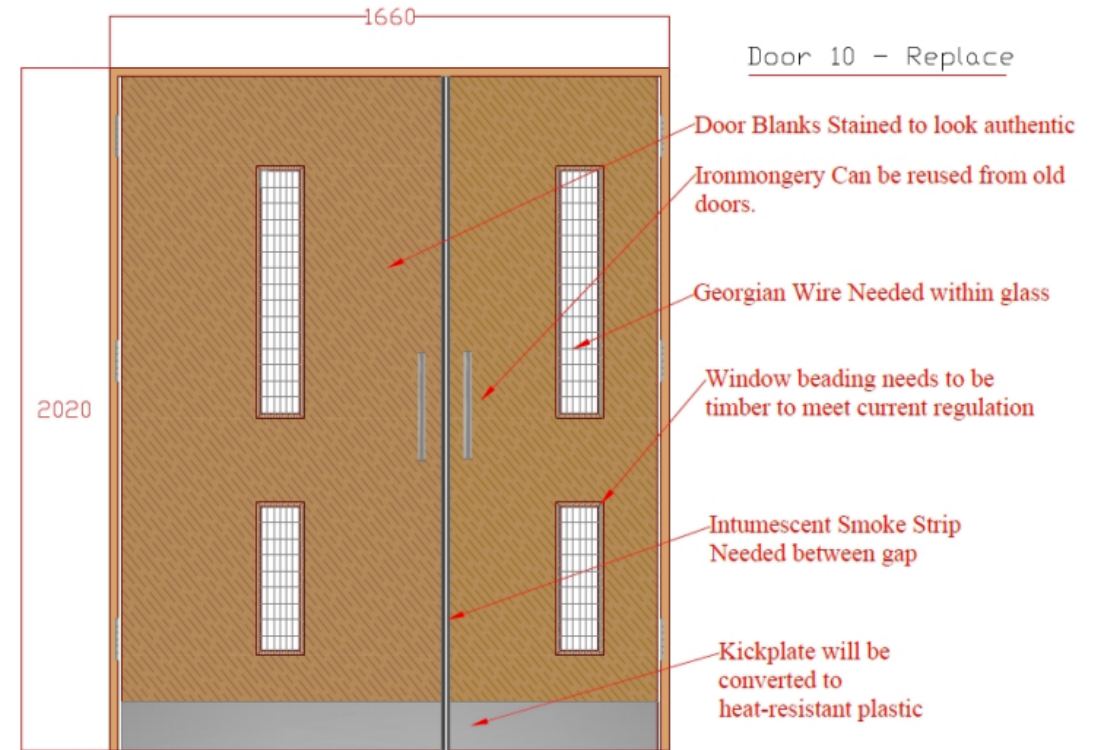 1660
Door 10 - Replace
Door Blanks Stained to look authentic
Ironmongery Can be reused from old
doors.
Georgian Wire Needed within glass
Window beading needs to be
timber to meet current regulation
2020
Intumescent Smoke Strip
Needed between gap
Kickplate will be
converted to
heat-resistant plastic